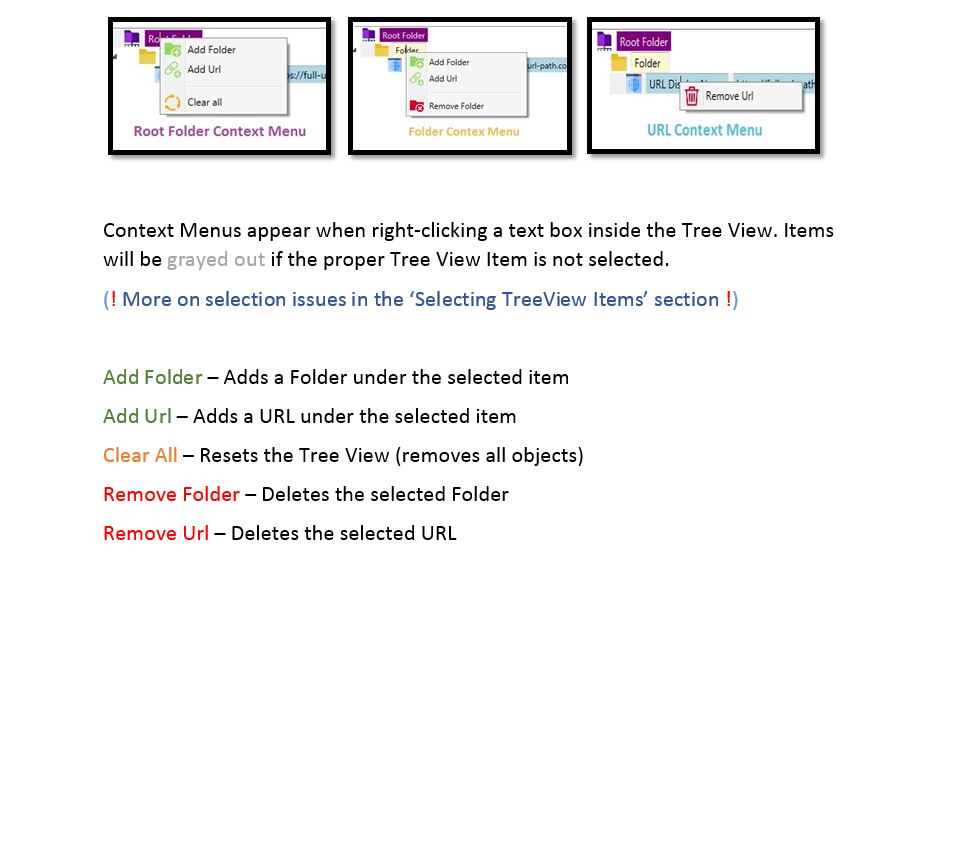 Root Folder
Add Folder
Add Url
Clear all
Root Folder Context Menu
Root Folder
Folder
Add Folder
Add Url
url-path.co
Remove Folder
Folder Contex Menu
Root Folder
Folder
URL
Remove Url
URL Context Menu
Context Menus appear when right-clicking a text box inside the Tree View. Items
will be grayed out if the proper Tree View Item is not selected.
(! More on selection issues in the ‘Selecting TreeView Items’ section !)
Add Folder – Adds a Folder under the selected item
Add Url – Adds a URL under the selected item
Clear All – Resets the Tree View (removes all objects)
Remove Folder – Deletes the selected Folder
Remove Url – Deletes the selected URL